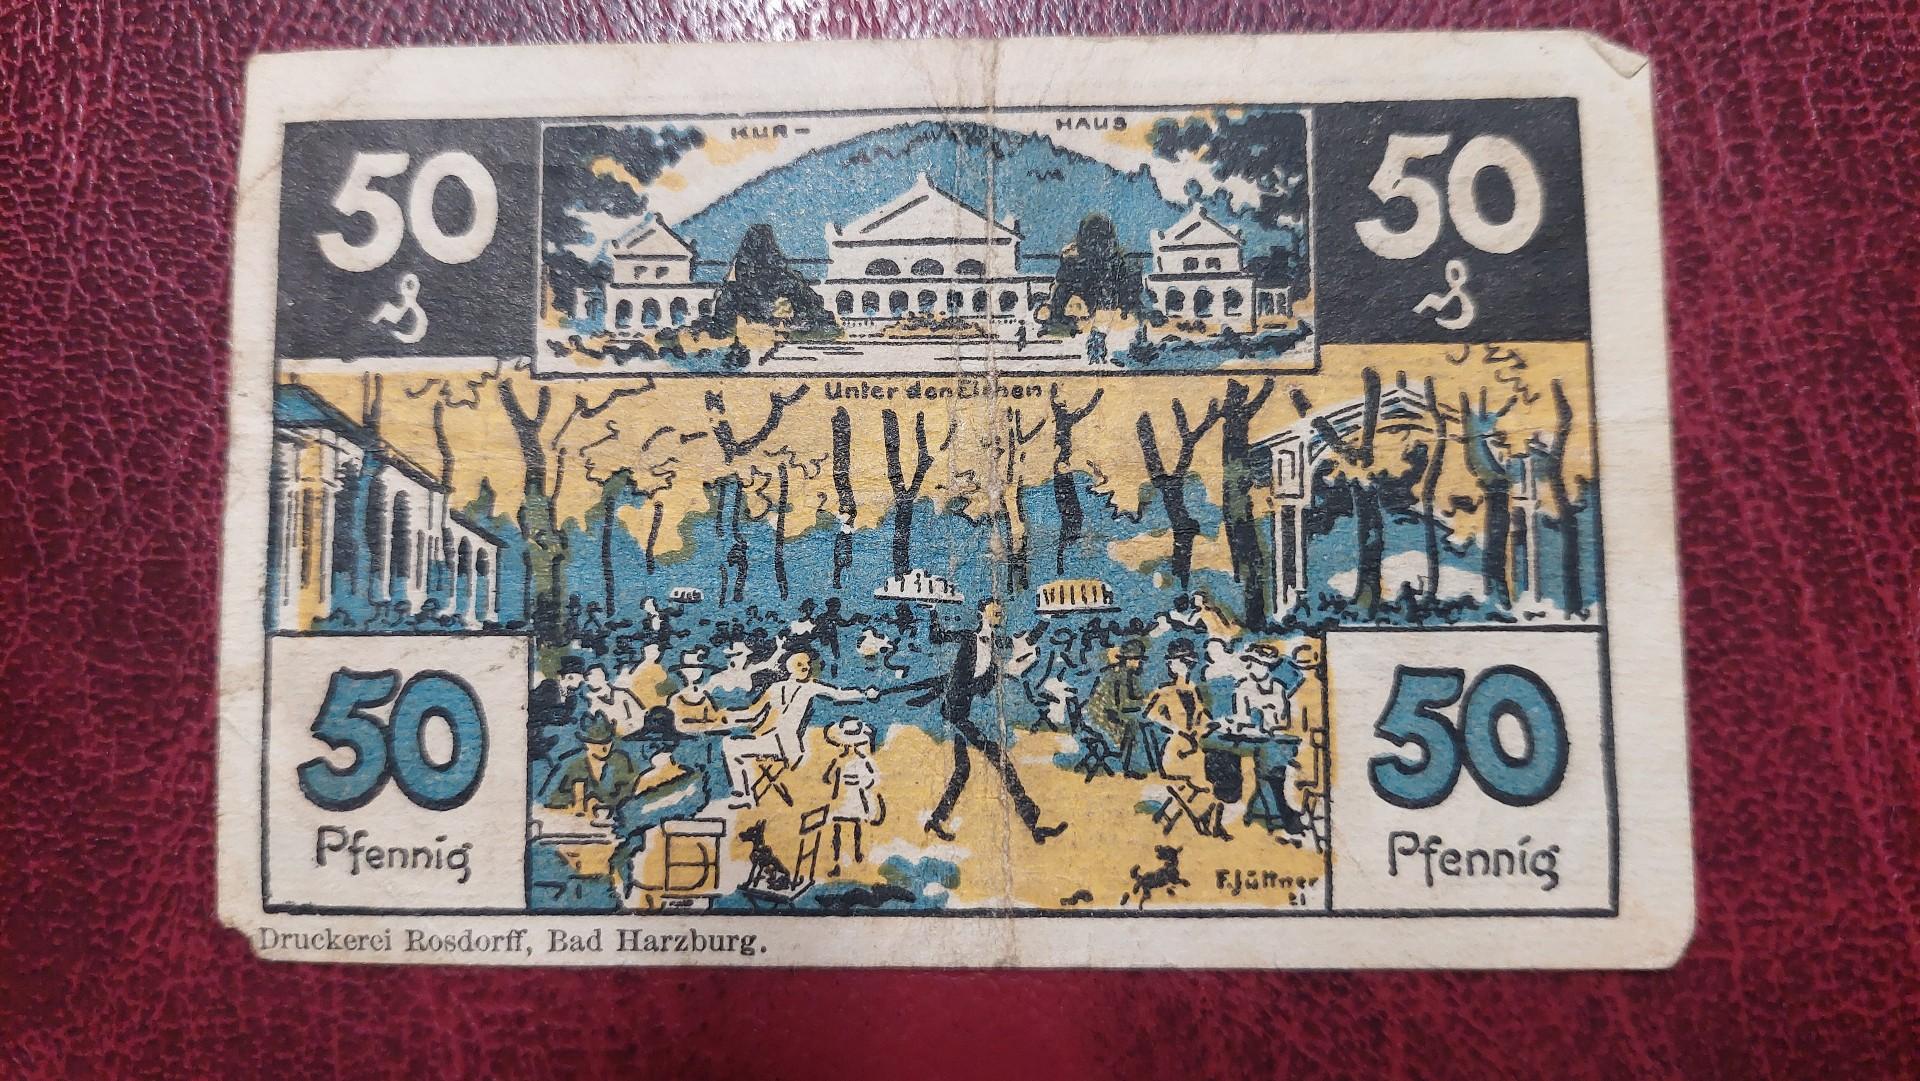 50 KUR- HAUS 50
₰ ₰
Unter den Eichen
50 50
Pfennig Pfennig
F. Jüttner
21
Druckerei Rosdorff, Bad Harzburg.